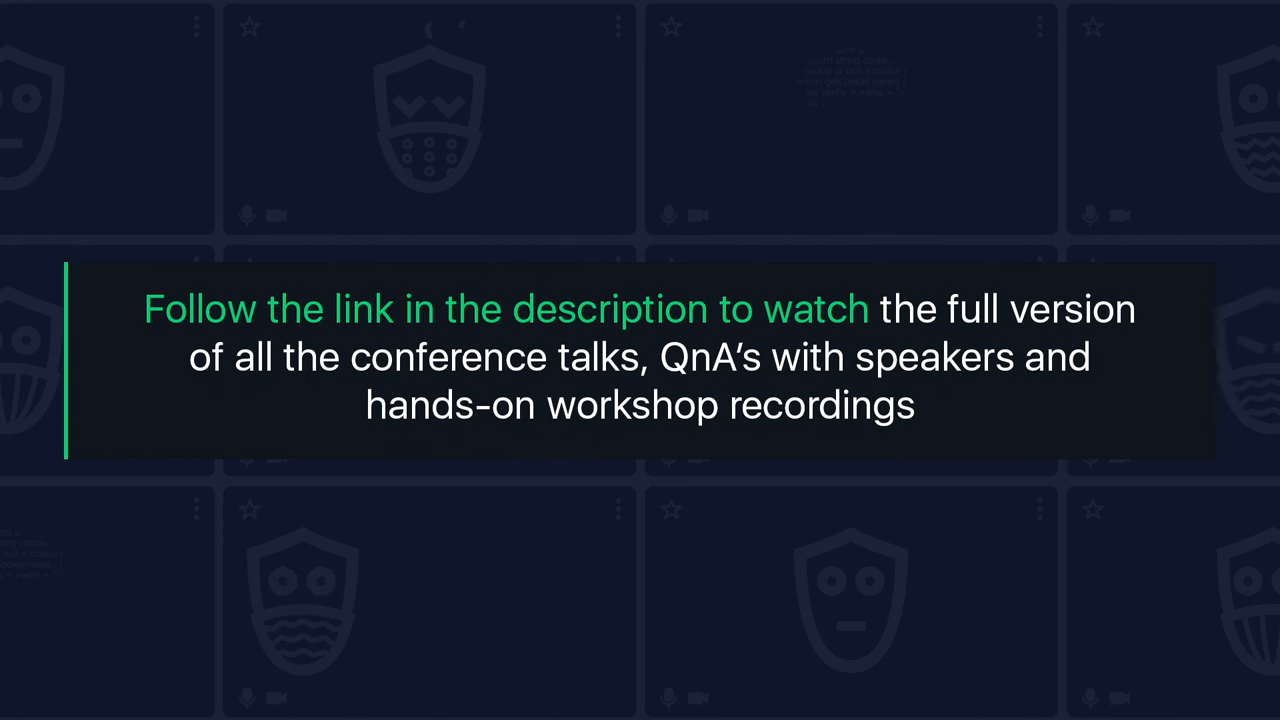 Follow the link in the description to watch the full version
of all the conference talks, QnA’s with speakers and
hands-on workshop recordings